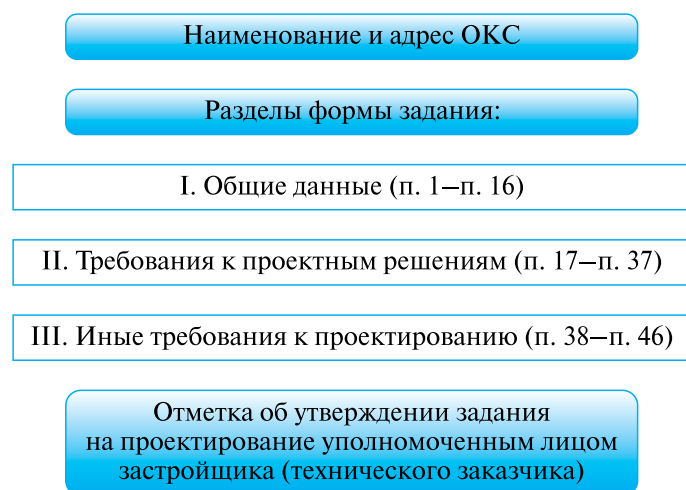 Наименование и адрес ОКС
Разделы формы задания:
I. Общие данные (п. 1–п. 16)
II. Требования к проектным решениям (п. 17–п. 37)
III. Иные требования к проектированию (п. 38–п. 46)
Отметка об утверждении задания
на проектирование уполномоченным лицом
застройщика (технического заказчика)